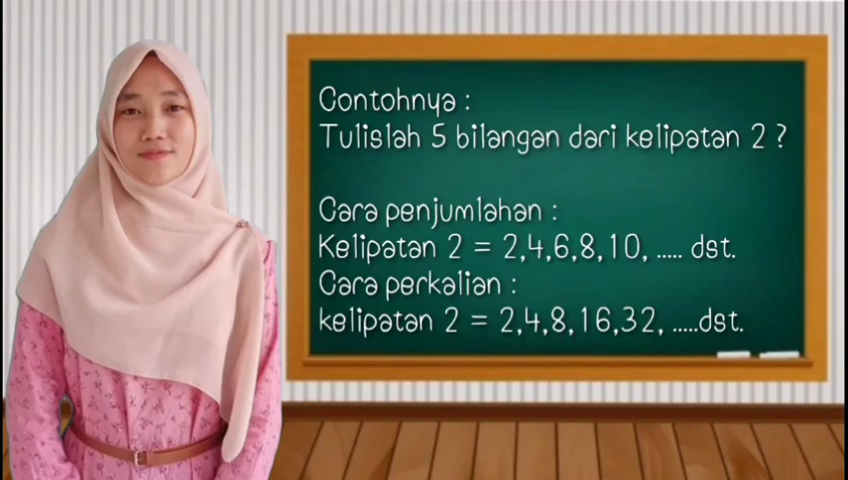 Contohnya :
Tulislah 5 bilangan dari kelipatan 2 ?
Cara penjumlahan :
Kelipatan 2 = 2,4,6,8,10, ..... dst.
Cara perkalian :
kelipatan 2 = 2,4,8,16,32, .....dst.